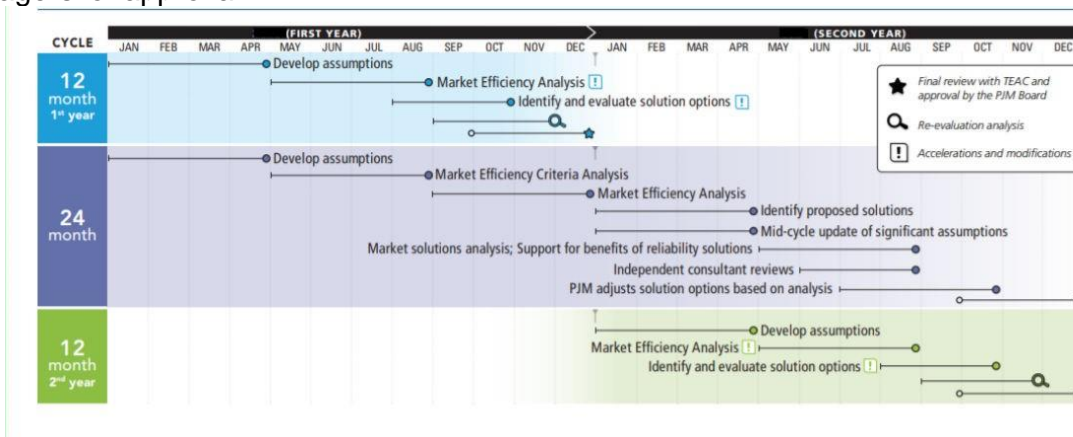 (FIRST YEAR) (SECOND YEAR)
CYCLE JAN FEB MAR APR MAY JUN JUL AUG SEP OCT NOV DEC JAN FEB MAR APR MAY JUN JUL AUG SEP OCT NOV DEC
12
month
1st year
Develop assumptions
Market Efficiency Analysis !
Identify and evaluate solution options !
Final review with TEAC and
approval by the PJM Board
Re-evaluation analysis
! Accelerations and modifications
24
month
Develop assumptions
Market Efficiency Criteria Analysis
Market Efficiency Analysis
Identify proposed solutions
Mid-cycle update of significant assumptions
Market solutions analysis; Support for benefits of reliability solutions
Independent consultant reviews
PJM adjusts solution options based on analysis
12
month
2nd year
Develop assumptions
Market Efficiency Analysis !
Identify and evaluate solution options !